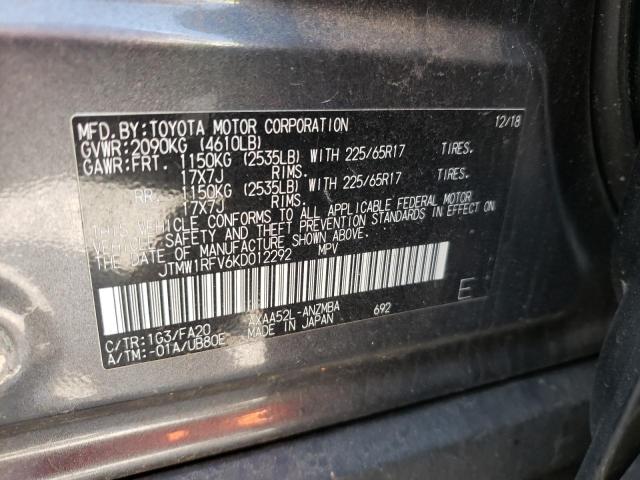 MFD.BY:TOYOTA MOTOR CORPORATION 12/18
GVWR:2090KG (4610LB)
GAWR:FRT. 1150KG (2535LB) WITH 225/65R17 TIRES.
17X7J RIMS.
RR. 1150KG (2535LB) WITH 225/65R17 TIRES.
17X7J RIMS.
THIS VEHICLE CONFORMS TO ALL APPLICABLE FEDERAL MOTOR
VEHICLE SAFETY AND THEFT PREVENTION STANDARDS IN EFFECT ON
THE DATE OF MANUFACTURE SHOWN ABOVE.
JTMW1RFV6KD012292 MPV
E
C/TR:1G3/FA20 AXAA52L-ANZMBA 692
A/TM:-01A/UB80E MADE IN JAPAN